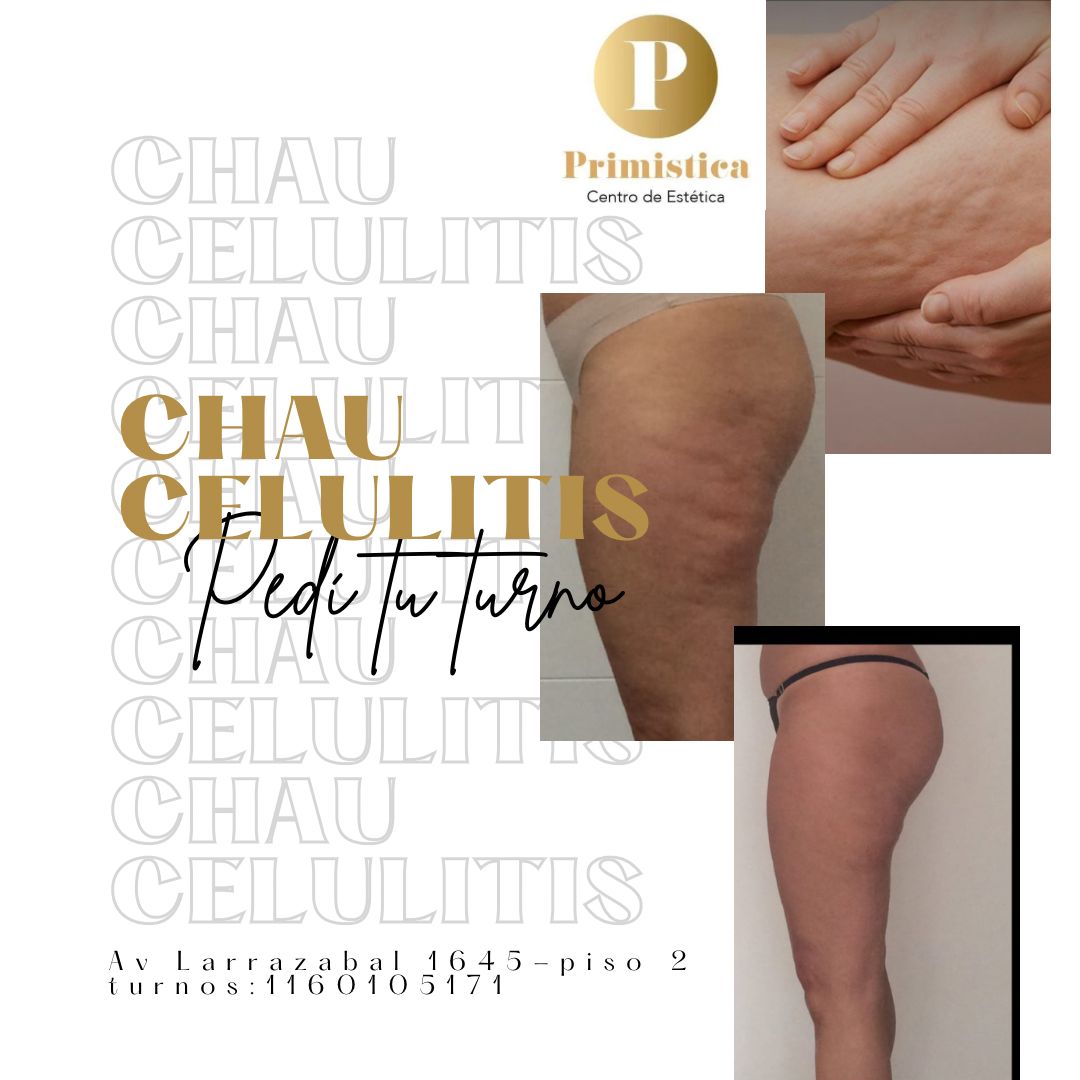 P
Primistica
Centro de Estética
CHAU
CELULITIS
CHAU
CELULITIS
CHAU
CELULITIS
CHAU
CELULITIS
CHAU
CELULITIS
CHAU
CELULITIS
Pedí tu turno
Av Larrazabal 1645-piso 2
turnos:1160105171